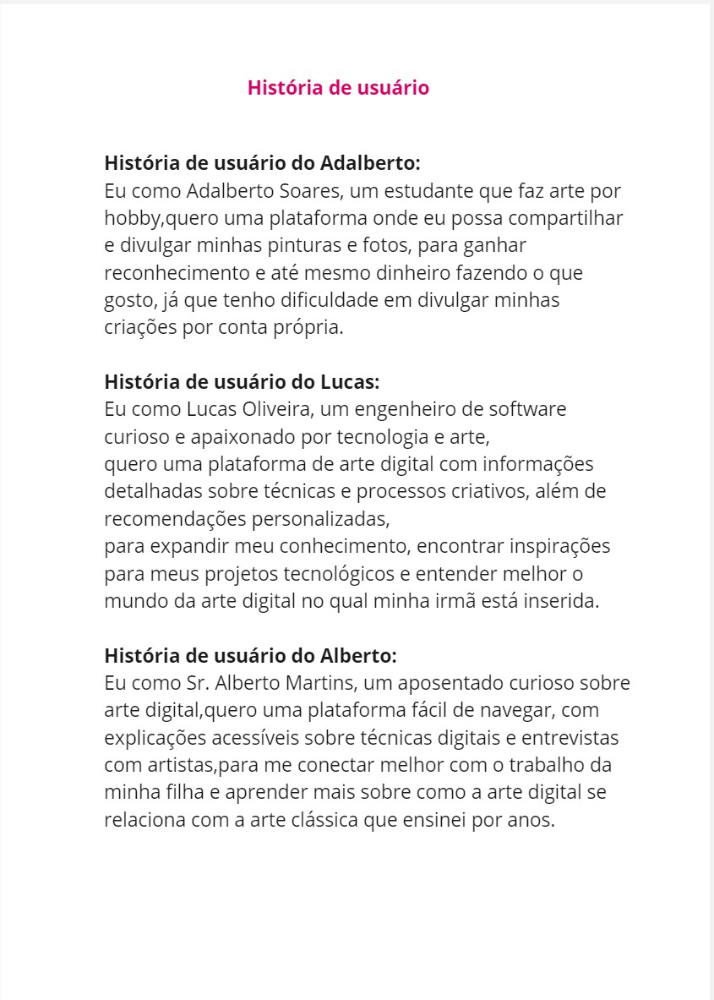 História de usuário
História de usuário do Adalberto:
Eu como Adalberto Soares, um estudante que faz arte por
hobby,quero uma plataforma onde eu possa compartilhar
e divulgar minhas pinturas e fotos, para ganhar
reconhecimento e até mesmo dinheiro fazendo o que
gosto, já que tenho dificuldade em divulgar minhas
criações por conta própria.
História de usuário do Lucas:
Eu como Lucas Oliveira, um engenheiro de software
curioso e apaixonado por tecnologia e arte,
quero uma plataforma de arte digital com informações
detalhadas sobre técnicas e processos criativos, além de
recomendações personalizadas,
para expandir meu conhecimento, encontrar inspirações
para meus projetos tecnológicos e entender melhor o
mundo da arte digital no qual minha irmã está inserida.
História de usuário do Alberto:
Eu como Sr. Alberto Martins, um aposentado curioso sobre
arte digital,quero uma plataforma fácil de navegar, com
explicações acessíveis sobre técnicas digitais e entrevistas
com artistas,para me conectar melhor com o trabalho da
minha filha e aprender mais sobre como a arte digital se
relaciona com a arte clássica que ensinei por anos.